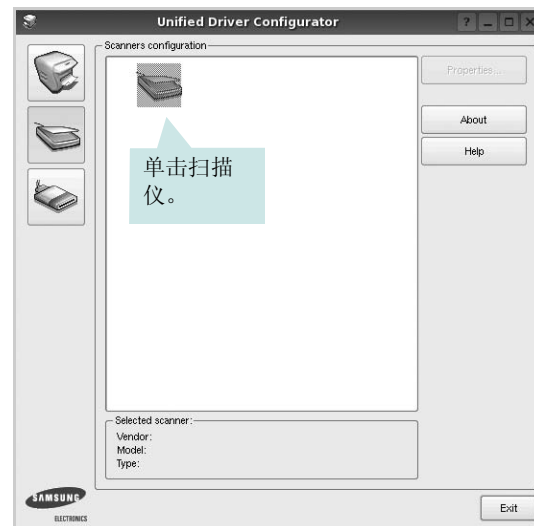 Unified Driver Configurator
Scanners configuration
Properties...
About
Help
单击扫描
仪。
Selected scanner:
Vendor:
Model:
Type:
SAMSUNG
ELECTRONICS
Exit